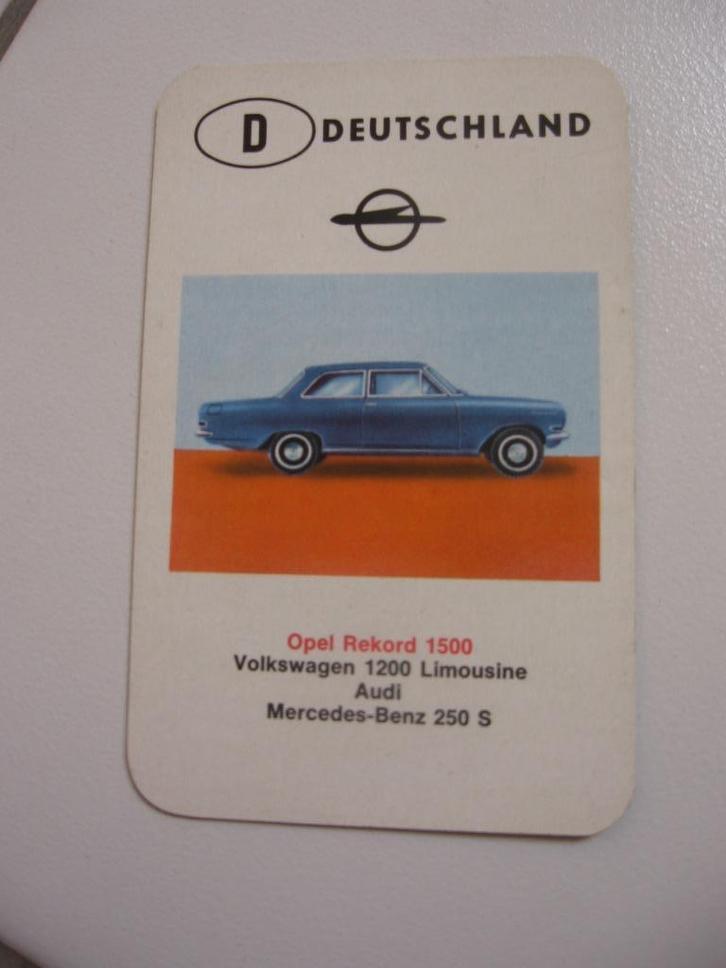 D DEUTSCHLAND
Opel Rekord 1500
Volkswagen 1200 Limousine
Audi
Mercedes-Benz 250 S